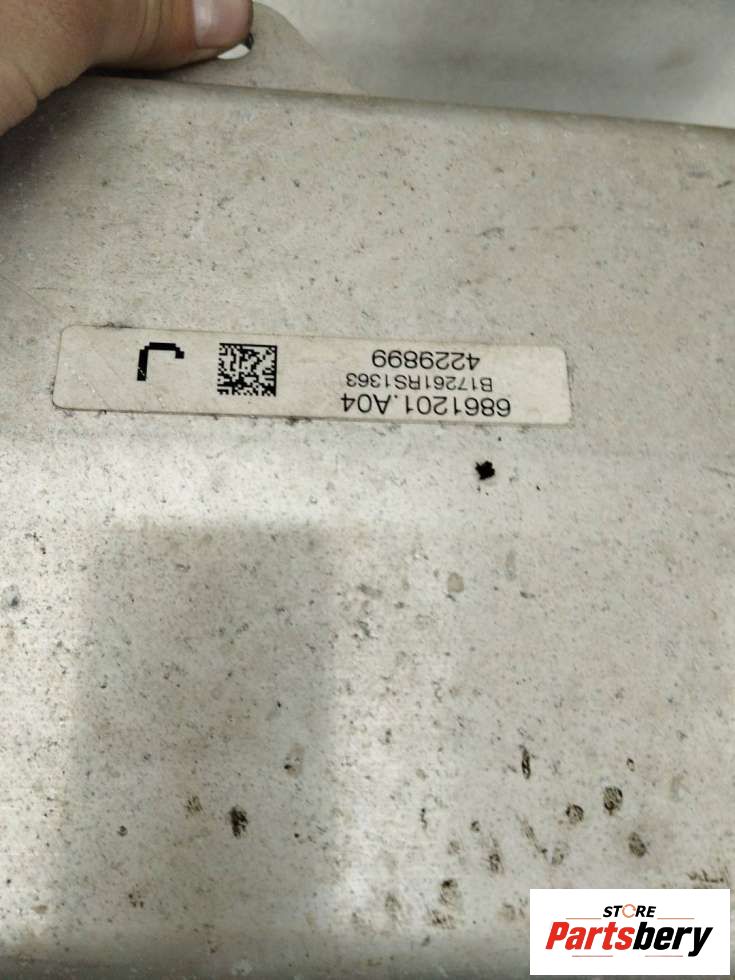 6861201.A04
B17261RS1363
4229899
L
STORE
Partsbery